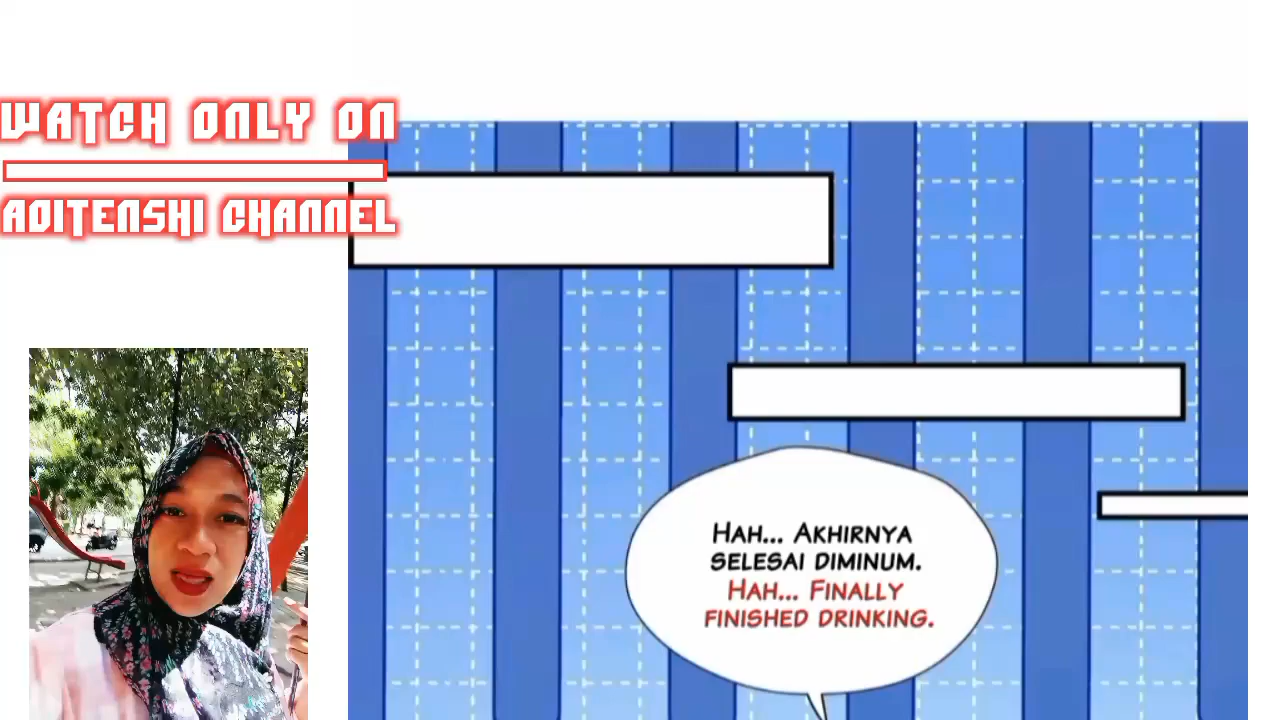 WATCH ONLY ON
ADITENSHI CHANNEL
HAH... AKHIRNYA
SELESAI DIMINUM.
HAH... FINALLY
FINISHED DRINKING.